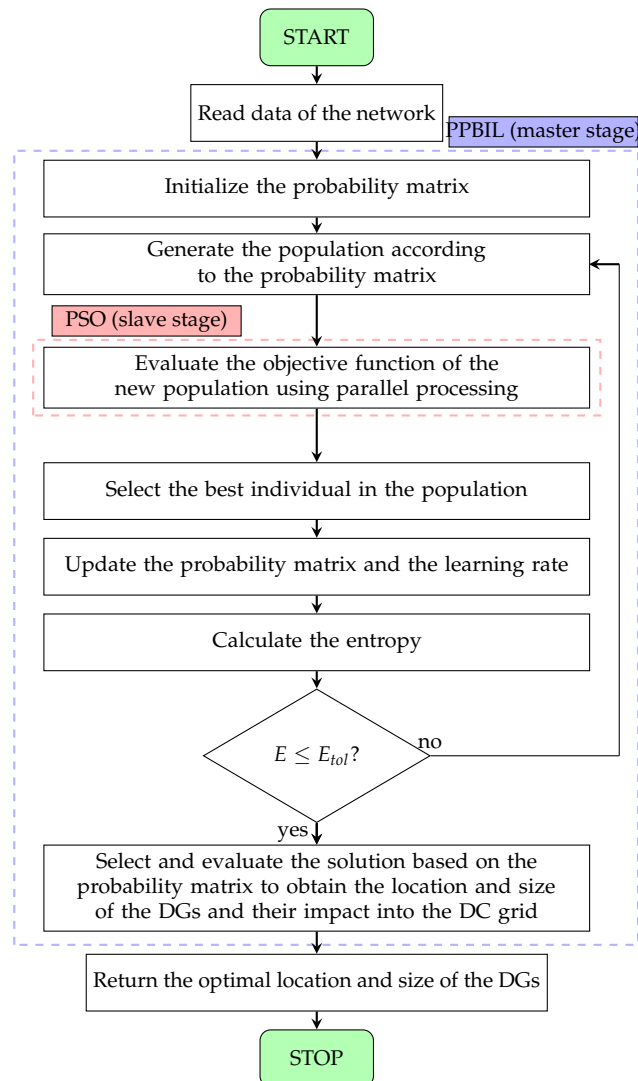 START
Read data of the network
PPBIL (master stage)
Initialize the probability matrix
Generate the population according
to the probability matrix
PSO (slave stage)
Evaluate the objective function of the
new population using parallel processing
Select the best individual in the population
Update the probability matrix and the learning rate
Calculate the entropy
E ≤ E_{tol}?
no
yes
Select and evaluate the solution based on the
probability matrix to obtain the location and size
of the DGs and their impact into the DC grid
Return the optimal location and size of the DGs
STOP